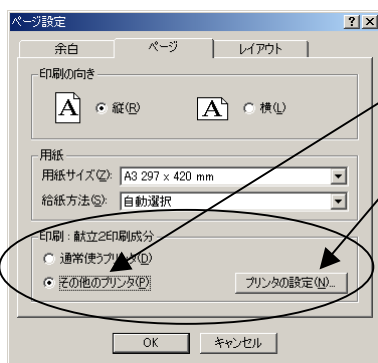 ページ設定
余白 ページ レイアウト
印刷の向き
A 縦(R) A 横(L)
用紙
用紙サイズ(Z): A3 297 x 420 mm
給紙方法(S): 自動選択
印刷 : 献立2印刷成分
通常使うプリンタ(D)
その他のプリンタ(P) プリンタの設定(N)...
OK キャンセル